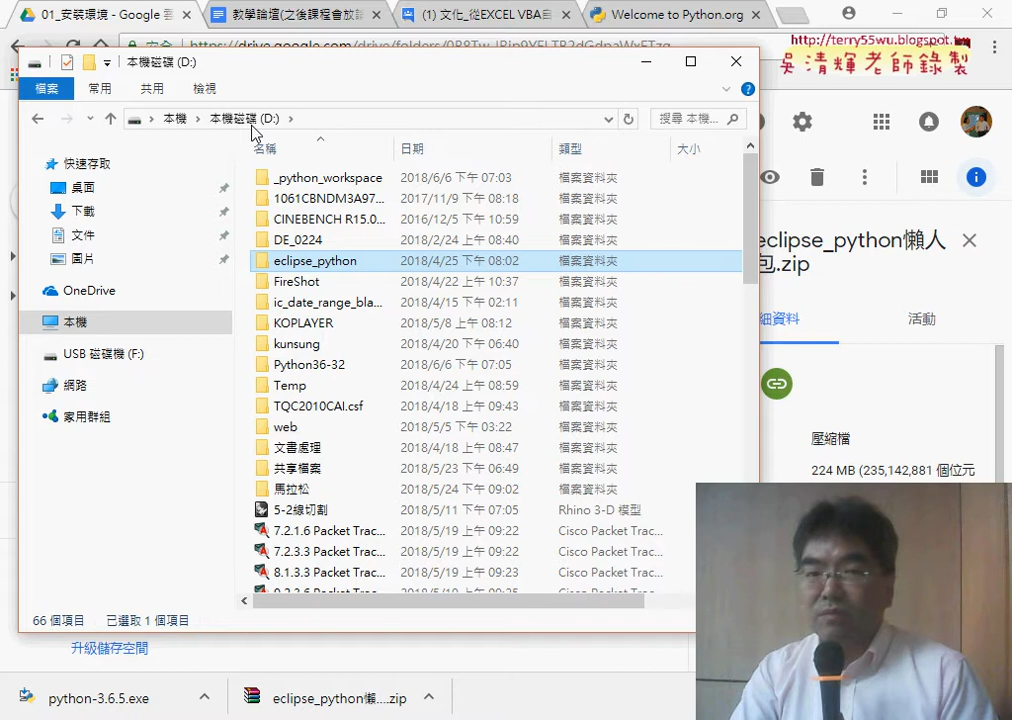 01_安裝環境 - Google
教學論壇(之後課程會放
(1) 文化_從EXCEL VBA自
Welcome to Python.org
安全
http://terry55wu.blogspot.tw
吳清輝老師錄製
本機磁碟 (D:)
檔案
常用
共用
檢視
本機
本機磁碟 (D:)
搜尋 本機...
名稱
日期
類型
大小
快速存取
桌面
下載
文件
圖片
OneDrive
本機
USB 磁碟機 (F:)
網路
家用群組
_python_workspace 2018/6/6 下午 07:03 檔案資料夾
1061CBNDM3A97... 2017/11/9 下午 08:18 檔案資料夾
CINEBENCH R15.0... 2016/12/5 下午 10:59 檔案資料夾
DE_0224 2018/2/24 上午 08:40 檔案資料夾
eclipse_python 2018/4/25 下午 08:02 檔案資料夾
FireShot 2018/4/22 上午 10:37 檔案資料夾
ic_date_range_bla... 2018/4/15 下午 02:11 檔案資料夾
KOPLAYER 2018/5/8 上午 08:12 檔案資料夾
kunsung 2018/4/20 下午 06:40 檔案資料夾
Python36-32 2018/6/6 下午 07:05 檔案資料夾
Temp 2018/4/24 上午 08:59 檔案資料夾
TQC2010CAI.csf 2018/4/18 上午 09:43 檔案資料夾
web 2018/5/5 下午 03:22 檔案資料夾
文書處理 2018/4/18 上午 08:47 檔案資料夾
共享檔案 2018/5/23 下午 06:49 檔案資料夾
馬拉松 2018/5/24 下午 09:02 檔案資料夾
5-2線切割 2018/5/11 下午 07:05 Rhino 3-D 模型
7.2.1.6 Packet Trac... 2018/5/19 上午 09:22 Cisco Packet Trac...
7.2.3.3 Packet Trac... 2018/5/19 上午 09:22 Cisco Packet Trac...
8.1.3.3 Packet Trac... 2018/5/19 上午 09:23 Cisco Packet Trac...
66 個項目
已選取 1 個項目
eclipse_python懶人
包.zip
細資料
活動
壓縮檔
224 MB (235,142,881 個位元
升級儲存空間
python-3.6.5.exe
eclipse_python懶....zip